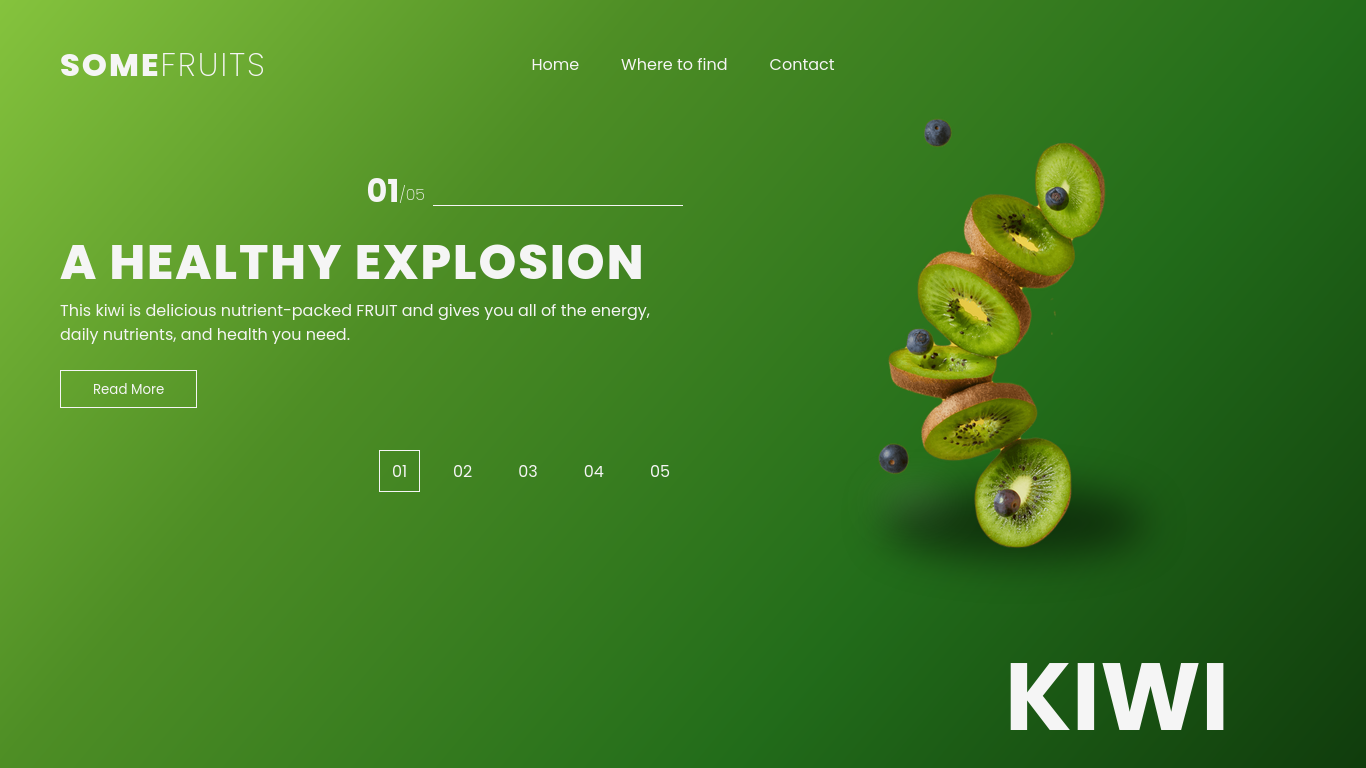 SOMEFRUITS
Home Where to find Contact
01/05
A HEALTHY EXPLOSION
This kiwi is delicious nutrient-packed FRUIT and gives you all of the energy,
daily nutrients, and health you need.
Read More
01 02 03 04 05
KIWI